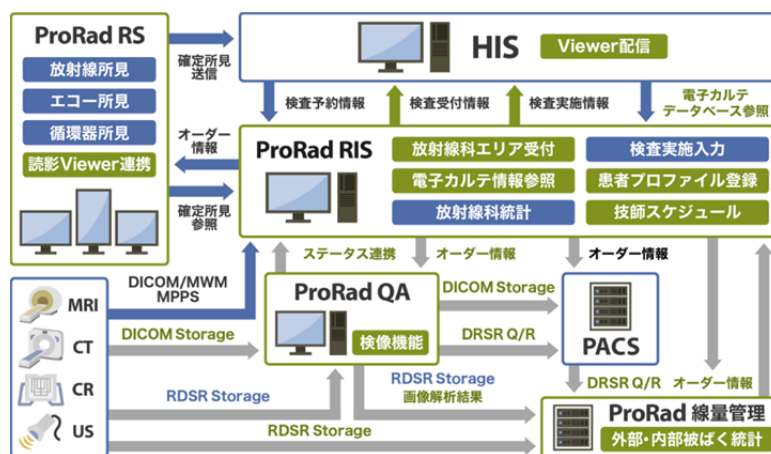 ProRad RS
放射線所見
エコー所見
循環器所見
読影Viewer連携
確定所見
送信
HIS
Viewer配信
検査予約情報
検査受付情報
検査実施情報
電子カルテ
データベース参照
オーダー
情報
確定所見
参照
ProRad RIS
放射線科エリア受付
検査実施入力
電子カルテ情報参照
患者プロファイル登録
放射線科統計
技師スケジュール
ステータス連携
オーダー情報
オーダー情報
DICOM/MWM
MPPS
MRI
CT
CR
US
DICOM Storage
ProRad QA
検像機能
DICOM Storage
DRSR Q/R
PACS
RDSR Storage
RDSR Storage
画像解析結果
DRSR Q/R
オーダー情報
RDSR Storage
ProRad 線量管理
外部・内部被ばく統計